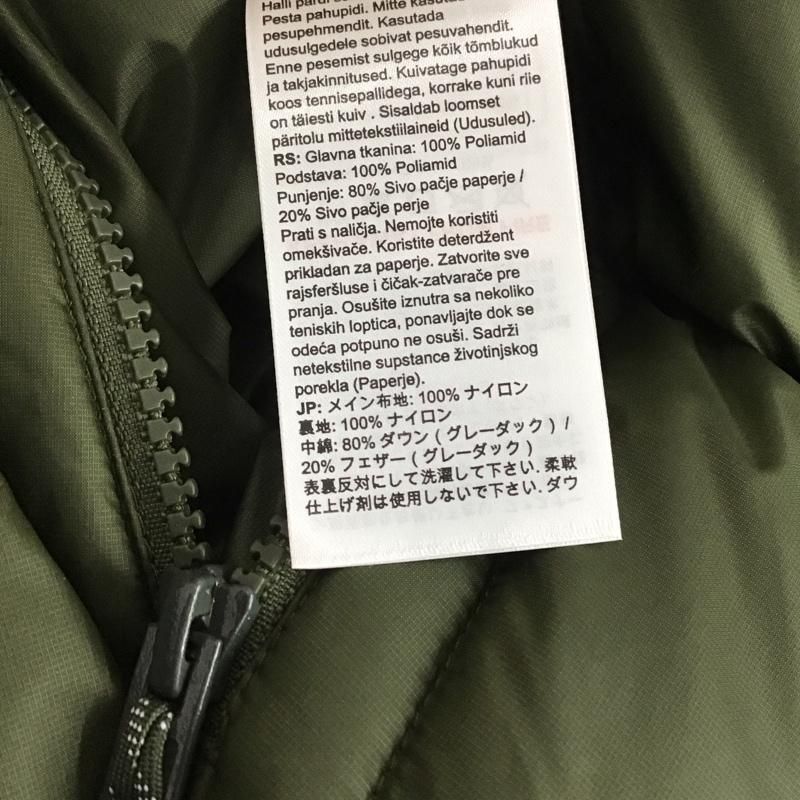 Halli pardi
Pesta pahupidi. Mitte kasutada
pesupehmendit. Kasutada
udusulgedele sobivat pesuvahendit.
Enne pesemist sulgege kõik tõmblukud
ja takjakinnitused. Kuivatage pahupidi
koos tennisepallidega, korrake kuni riie
on täiesti kuiv . Sisaldab loomset
päritolu mittetekstiilaineid (Udusuled).
RS: Glavna tkanina: 100% Poliamid
Podstava: 100% Poliamid
Punjenje: 80% Sivo pačje paperje /
20% Sivo pačje perje
Prati s naličja. Nemojte koristiti
omekšivače. Koristite deterdžent
prikladan za paperje. Zatvorite sve
rajsferšluse i čičak-zatvarače pre
pranja. Osušite iznutra sa nekoliko
teniskih loptica, ponavljajte dok se
odeća potpuno ne osuši. Sadrži
netekstilne supstance životinjskog
porekla (Paperje).
JP: メイン布地: 100% ナイロン
裏地: 100% ナイロン
中綿: 80% ダウン ( グレーダック ) /
20% フェザー ( グレーダック )
表裏反対にして洗濯して下さい. 柔軟
仕上げ剤は使用しないで下さい. ダウ